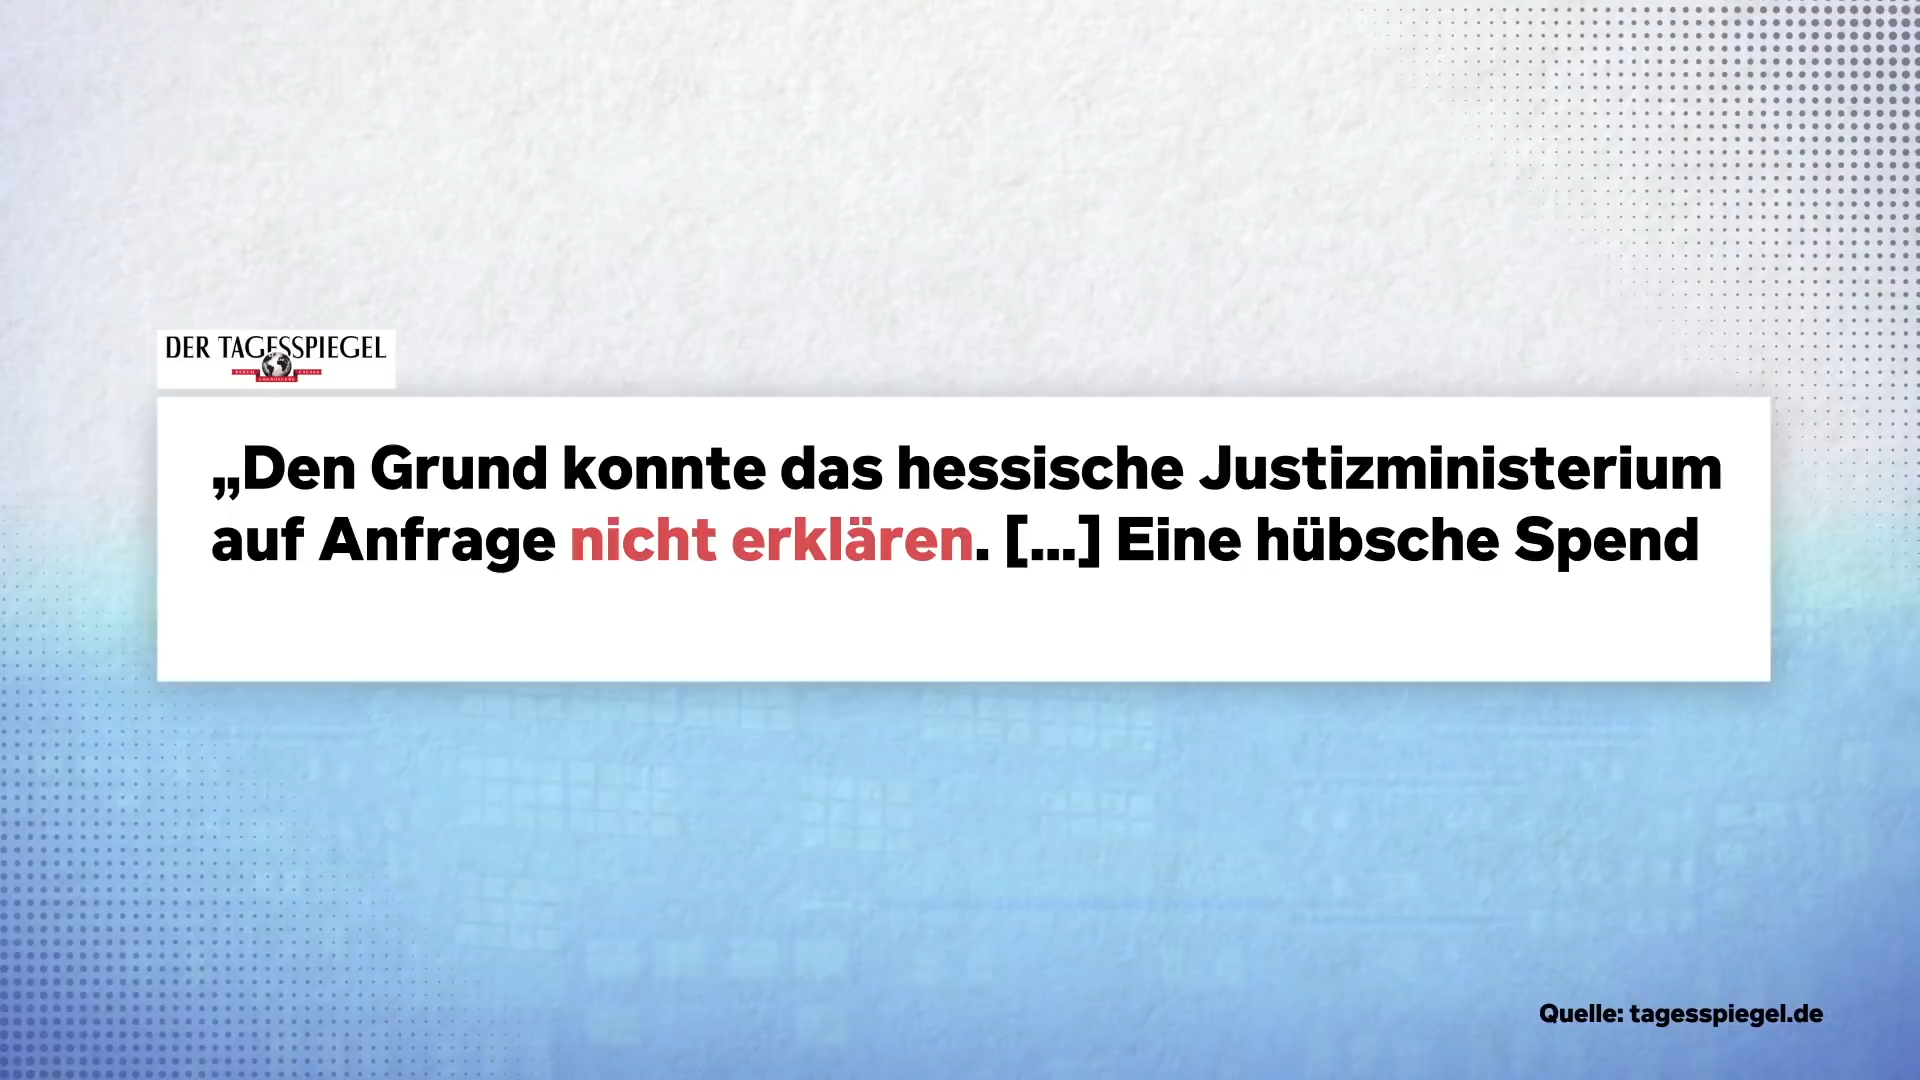 DER TAGESSPIEGEL
„Den Grund konnte das hessische Justizministerium
auf Anfrage nicht erklären. [...] Eine hübsche Spend
Quelle: tagesspiegel.de